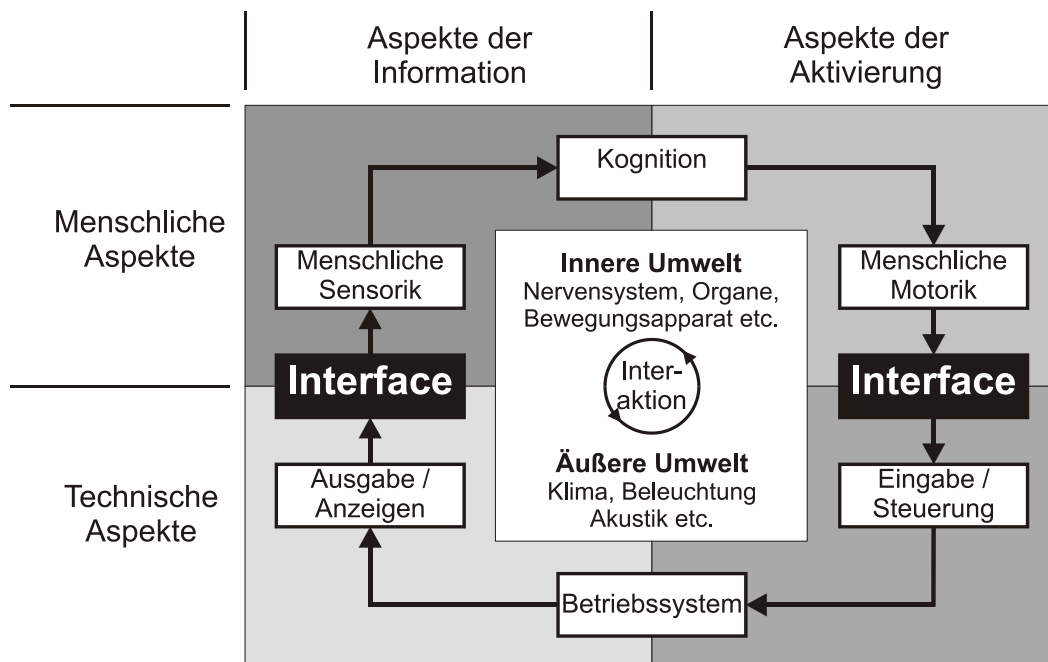 Aspekte der
Information
Aspekte der
Aktivierung
Menschliche
Aspekte
Kognition
Menschliche
Sensorik
Innere Umwelt
Nervensystem, Organe,
Bewegungsapparat etc.
Menschliche
Motorik
Interface
Inter-
aktion
Interface
Technische
Aspekte
Ausgabe /
Anzeigen
Äußere Umwelt
Klima, Beleuchtung
Akustik etc.
Eingabe /
Steuerung
Betriebssystem